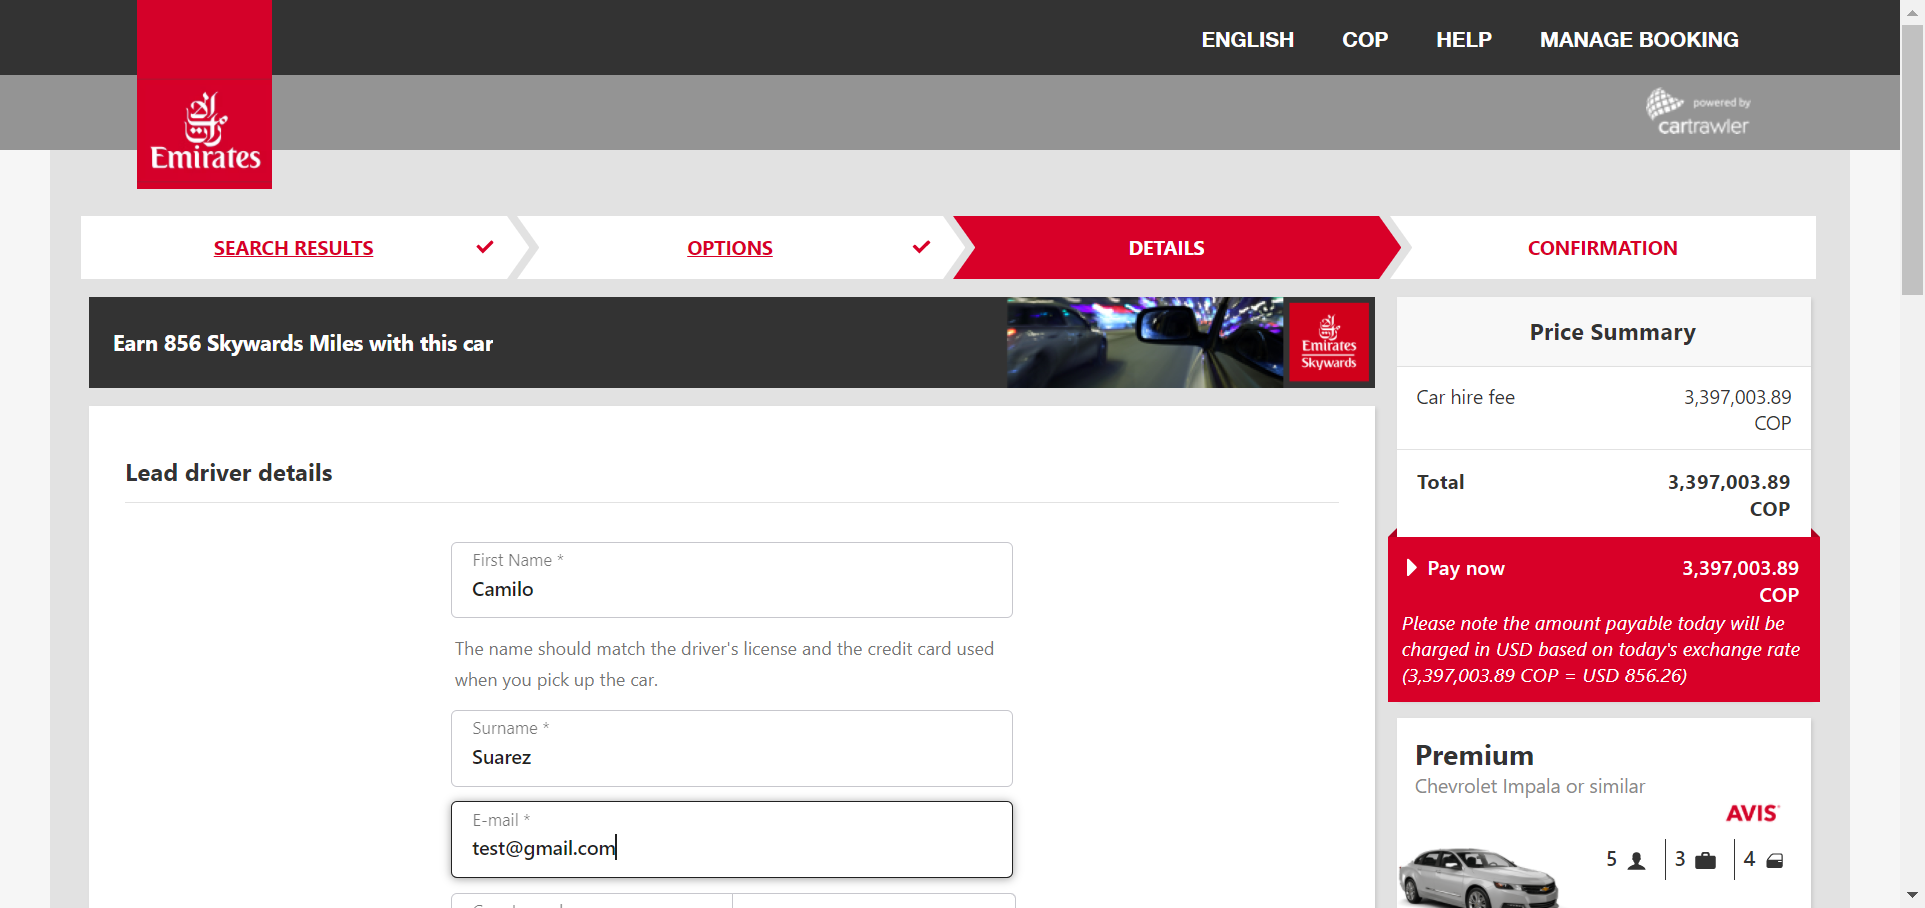 ENGLISH COP HELP MANAGE BOOKING
powered by
cartrawler
Emirates
SEARCH RESULTS OPTIONS DETAILS CONFIRMATION
Earn 856 Skywards Miles with this car
Emirates
Skywards
Lead driver details
First Name *
Camilo
The name should match the driver's license and the credit card used
when you pick up the car.
Surname *
Suarez
E-mail *
test@gmail.com
Price Summary
Car hire fee 3,397,003.89
COP
Total 3,397,003.89
COP
Pay now 3,397,003.89
COP
Please note the amount payable today will be
charged in USD based on today's exchange rate
(3,397,003.89 COP = USD 856.26)
Premium
Chevrolet Impala or similar
AVIS
5 3 4